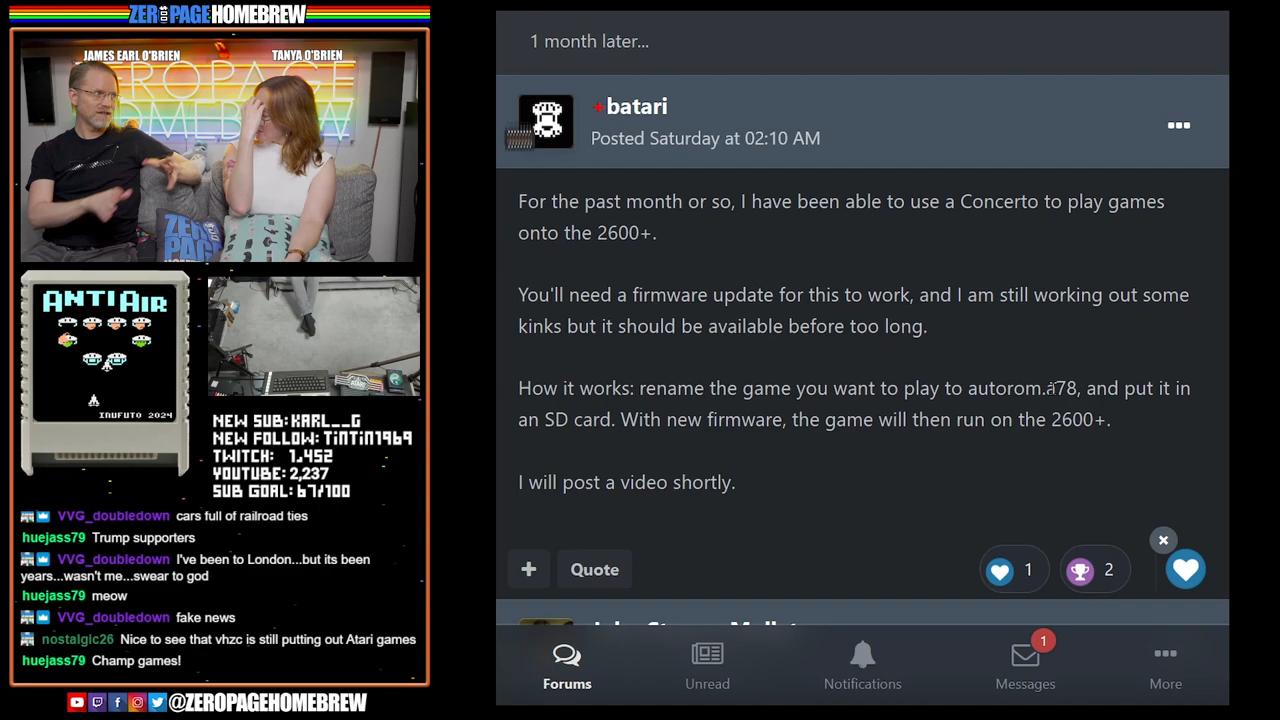 ZEROPAGEHOMEBREW
JAMES EARL O'BRIEN
TANYA O'BRIEN
ANTIAIR
INUFUTO 2024
NEW SUB: KARL__G
NEW FOLLOW: TINTIN1969
TWITCH: 1,452
YOUTUBE: 2,237
SUB GOAL: 67/100
VVG_doubledown cars full of railroad ties
huejass79 Trump supporters
VVG_doubledown I've been to London...but its been
years...wasn't me...swear to god
huejass79 meow
VVG_doubledown fake news
nostalgic26 Nice to see that vhzc is still putting out Atari games
huejass79 Champ games!
@ZEROPAGEHOMEBREW
1 month later...
+batari
Posted Saturday at 02:10 AM
For the past month or so, I have been able to use a Concerto to play games
onto the 2600+.
You'll need a firmware update for this to work, and I am still working out some
kinks but it should be available before too long.
How it works: rename the game you want to play to autorom.a78, and put it in
an SD card. With new firmware, the game will then run on the 2600+.
I will post a video shortly.
+ Quote
1
2
Forums
Unread
Notifications
1
Messages
More